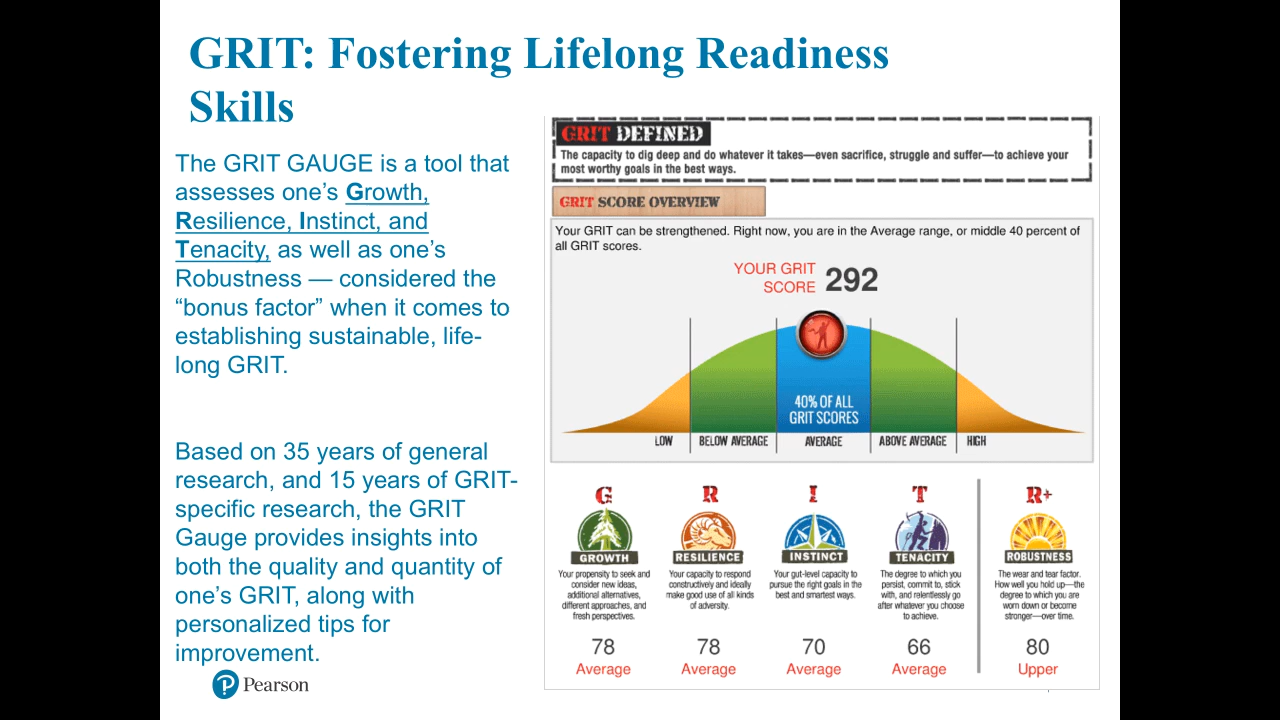 GRIT: Fostering Lifelong Readiness
Skills
The GRIT GAUGE is a tool that
assesses one’s Growth,
Resilience, Instinct, and
Tenacity, as well as one’s
Robustness — considered the
“bonus factor” when it comes to
establishing sustainable, life-
long GRIT.
Based on 35 years of general
research, and 15 years of GRIT-
specific research, the GRIT
Gauge provides insights into
both the quality and quantity of
one’s GRIT, along with
personalized tips for
improvement.
Pearson
GRIT DEFINED
The capacity to dig deep and do whatever it takes—even sacrifice, struggle and suffer—to achieve your
most worthy goals in the best ways.
GRIT SCORE OVERVIEW
Your GRIT can be strengthened. Right now, you are in the Average range, or middle 40 percent of
all GRIT scores.
YOUR GRIT
SCORE 292
40% OF ALL
GRIT SCORES
LOW BELOW AVERAGE AVERAGE ABOVE AVERAGE HIGH
G
GROWTH
Your propensity to seek and
consider new ideas,
additional alternatives,
different approaches, and
fresh perspectives.
78
Average
R
RESILIENCE
Your capacity to respond
constructively and ideally
make good use of all kinds
of adversity.
78
Average
I
INSTINCT
Your gut-level capacity to
pursue the right goals in the
best and smartest ways.
70
Average
T
TENACITY
The degree to which you
persist, commit to, stick
with, and relentlessly go
after whatever you choose
to achieve.
66
Average
R+
ROBUSTNESS
The wear and tear factor.
How well you hold up—the
degree to which you are
worn down or become
stronger—over time.
80
Upper